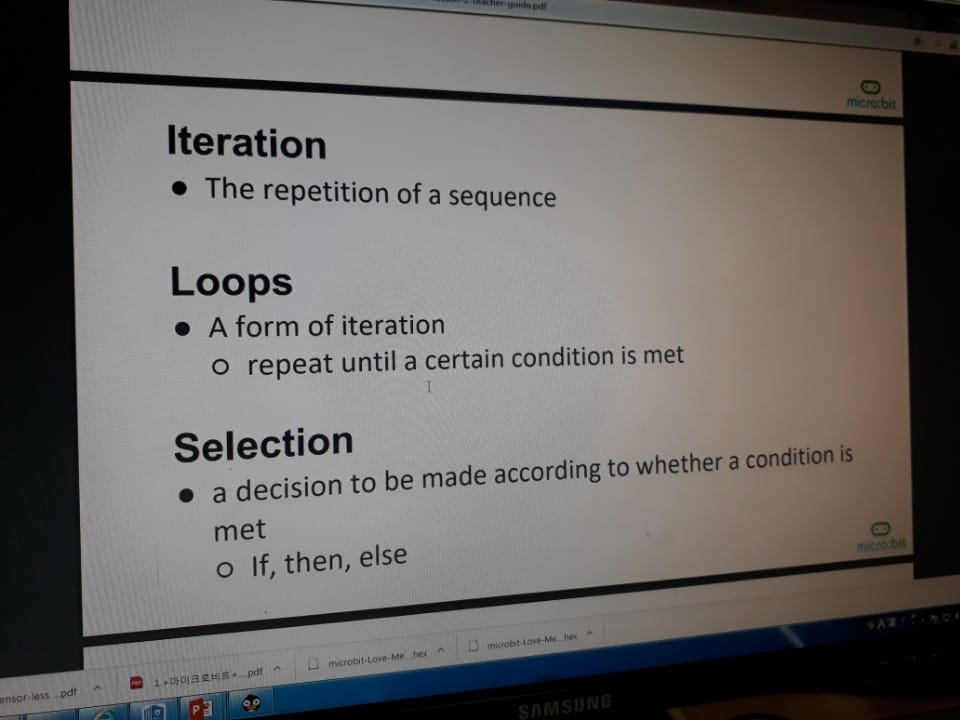 -2-teacher-guide.pdf
micro:bit
Iteration
● The repetition of a sequence
Loops
● A form of iteration
○ repeat until a certain condition is met
Selection
● a decision to be made according to whether a condition is
met
○ If, then, else
micro:bit
ensor-less....pdf
PDF
1.+마이크로비트+....pdf
microbit-Love-Me...hex
microbit-Love-Me...hex
P
A
SAMSUNG